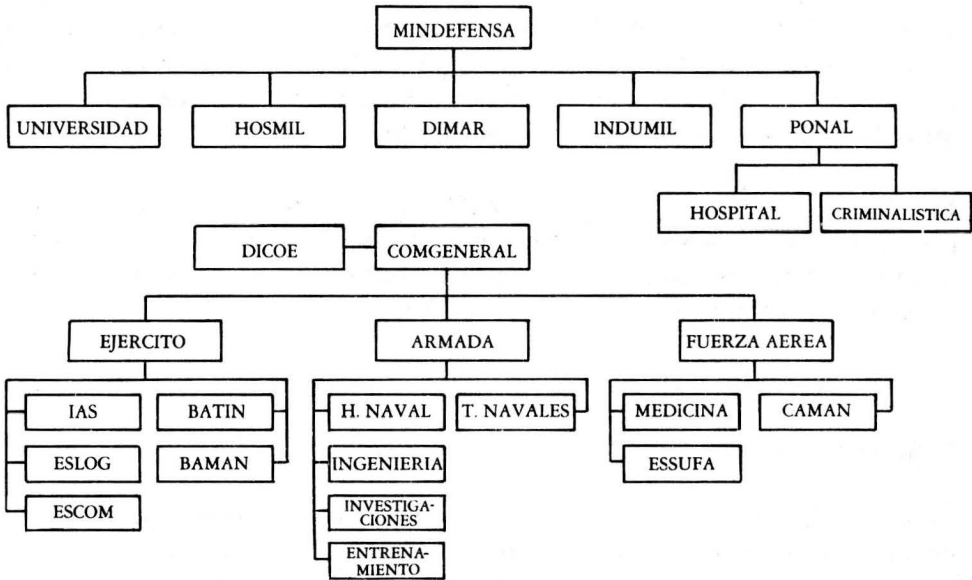 MINDEFENSA
UNIVERSIDAD
HOSMIL
DIMAR
INDUMIL
PONAL
HOSPITAL
CRIMINALISTICA
DICOE
COMGENERAL
EJERCITO
ARMADA
FUERZA AEREA
IAS
BATIN
H. NAVAL
T. NAVALES
MEDICINA
CAMAN
ESLOG
BAMAN
INGENIERIA
ESSUFA
ESCOM
INVESTIGA-
CIONES
ENTRENA-
MIENTO